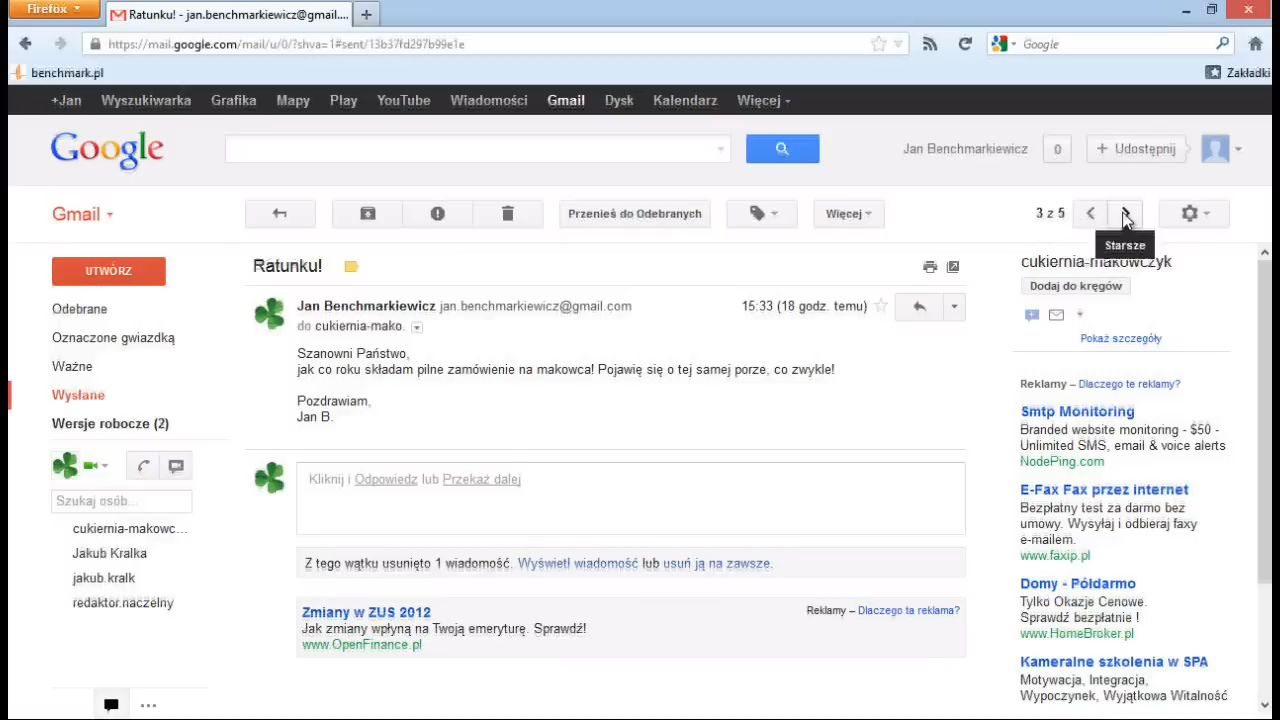 Firefox
Ratunku! - jan.benchmarkiewicz@gmail....
https://mail.google.com/mail/u/0/?shva=1#sent/13b37fd297b99e1e
Google
benchmark.pl
Zakładki
+Jan Wyszukiwarka Grafika Mapy Play YouTube Wiadomości Gmail Dysk Kalendarz Więcej
Google
Jan Benchmarkiewicz 0 + Udostępnij
Gmail
Przenieś do Odebranych
Więcej
3 z 5
Starsze
UTWÓRZ
Odebrane
Oznaczone gwiazdką
Ważne
Wysłane
Wersje robocze (2)
Szukaj osób...
cukiernia-makowc...
Jakub Kralka
jakub.kralk
redaktor.naczelny
Ratunku!
Jan Benchmarkiewicz jan.benchmarkiewicz@gmail.com
15:33 (18 godz. temu)
do cukiernia-mako.
Szanowni Państwo,
jak co roku składam pilne zamówienie na makowca! Pojawię się o tej samej porze, co zwykle!
Pozdrawiam,
Jan B.
Kliknij i Odpowiedz lub Przekaż dalej
Z tego wątku usunięto 1 wiadomość. Wyświetl wiadomość lub usuń ją na zawsze.
Zmiany w ZUS 2012
Reklamy – Dlaczego ta reklama?
Jak zmiany wpłyną na Twoją emeryturę. Sprawdź!
www.OpenFinance.pl
cukiernia-makowczyk
Dodaj do kręgów
Pokaż szczegóły
Reklamy – Dlaczego te reklamy?
Smtp Monitoring
Branded website monitoring - $50 -
Unlimited SMS, email & voice alerts
NodePing.com
E-Fax Fax przez internet
Bezpłatny test za darmo bez
umowy. Wysyłaj i odbieraj faxy
e-mailem.
www.faxip.pl
Domy - Półdarmo
Tylko Okazje Cenowe.
Sprawdź bezpłatnie !
www.HomeBroker.pl
Kameralne szkolenia w SPA
Motywacja, Integracja,
Wypoczynek, Wyjątkowa Witalność